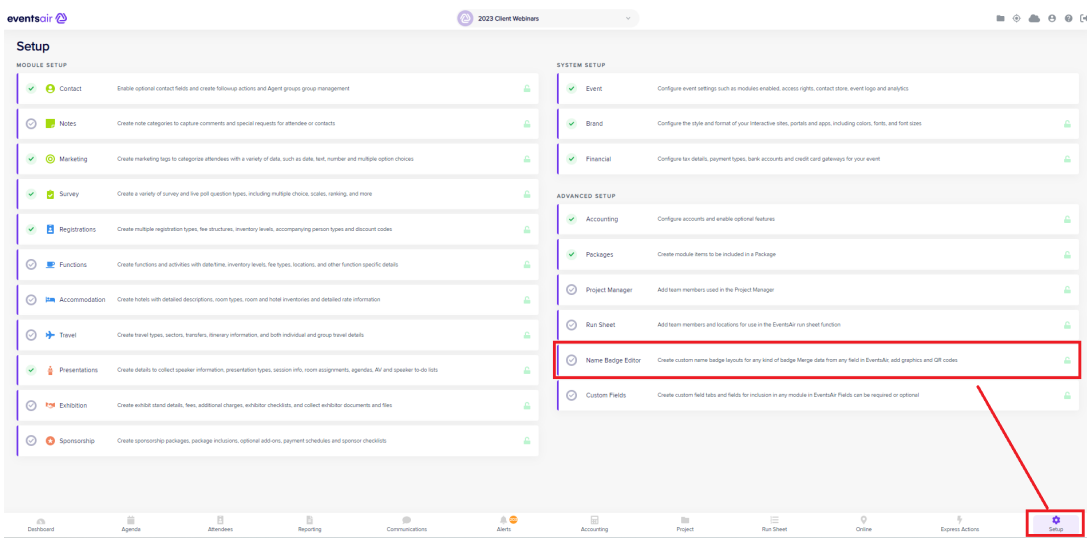 eventsair
2023 Client Webinars
Setup
MODULE SETUP
Contact Enable optional contact fields and create followup actions and Agent groups group management
Notes Create note categories to capture comments and special requests for attendee or contacts
Marketing Create marketing tags to categorize attendees with a variety of data, such as date, text, number and multiple option choices
Survey Create a variety of survey and live poll question types, including multiple choice, scales, ranking, and more
Registrations Create multiple registration types, fee structures, inventory levels, accompanying person types and discount codes
Functions Create functions and activities with date/time, inventory levels, fee types, locations, and other function specific details
Accommodation Create hotels with detailed descriptions, room types, room and hotel inventories and detailed rate information
Travel Create travel types, sectors, transfers, itinerary information, and both individual and group travel details
Presentations Create details to collect speaker information, presentation types, session info, room assignments, agendas, AV and speaker to-do lists
Exhibition Create exhibit stand details, fees, additional charges, exhibitor checklists, and collect exhibitor documents and files
Sponsorship Create sponsorship packages, package inclusions, optional add-ons, payment schedules and sponsor checklists
SYSTEM SETUP
Event Configure event settings such as modules enabled, access rights, contact store, event logo and analytics
Brand Configure the style and format of your interactive sites, portals and apps, including colors, fonts, and font sizes
Financial Configure tax details, payment types, bank accounts and credit card gateways for your event
ADVANCED SETUP
Accounting Configure accounts and enable optional features
Packages Create module items to be included in a Package
Project Manager Add team members used in the Project Manager
Run Sheet Add team members and locations for use in the EventsAir run sheet function
Name Badge Editor Create custom name badge layouts for any kind of badge Merge data from any field in EventsAir, add graphics and QR codes
Custom Fields Create custom field tabs and fields for inclusion in any module in EventsAir Fields can be required or optional
Dashboard Agenda Attendees Reporting Communications Alerts Accounting Project Run Sheet Online Express Actions Setup